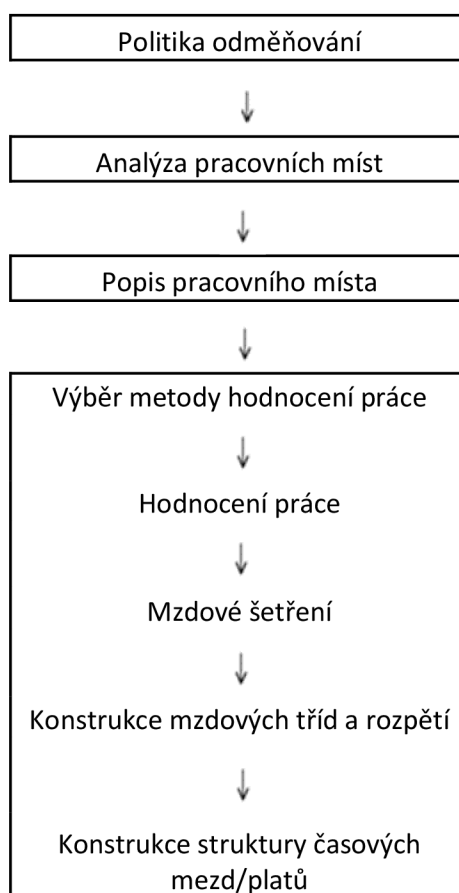 Politika odměňování
Analýza pracovních míst
Popis pracovního místa
Výběr metody hodnocení práce
Hodnocení práce
Mzdové šetření
Konstrukce mzdových tříd a rozpětí
Konstrukce struktury časových
mezd/platů